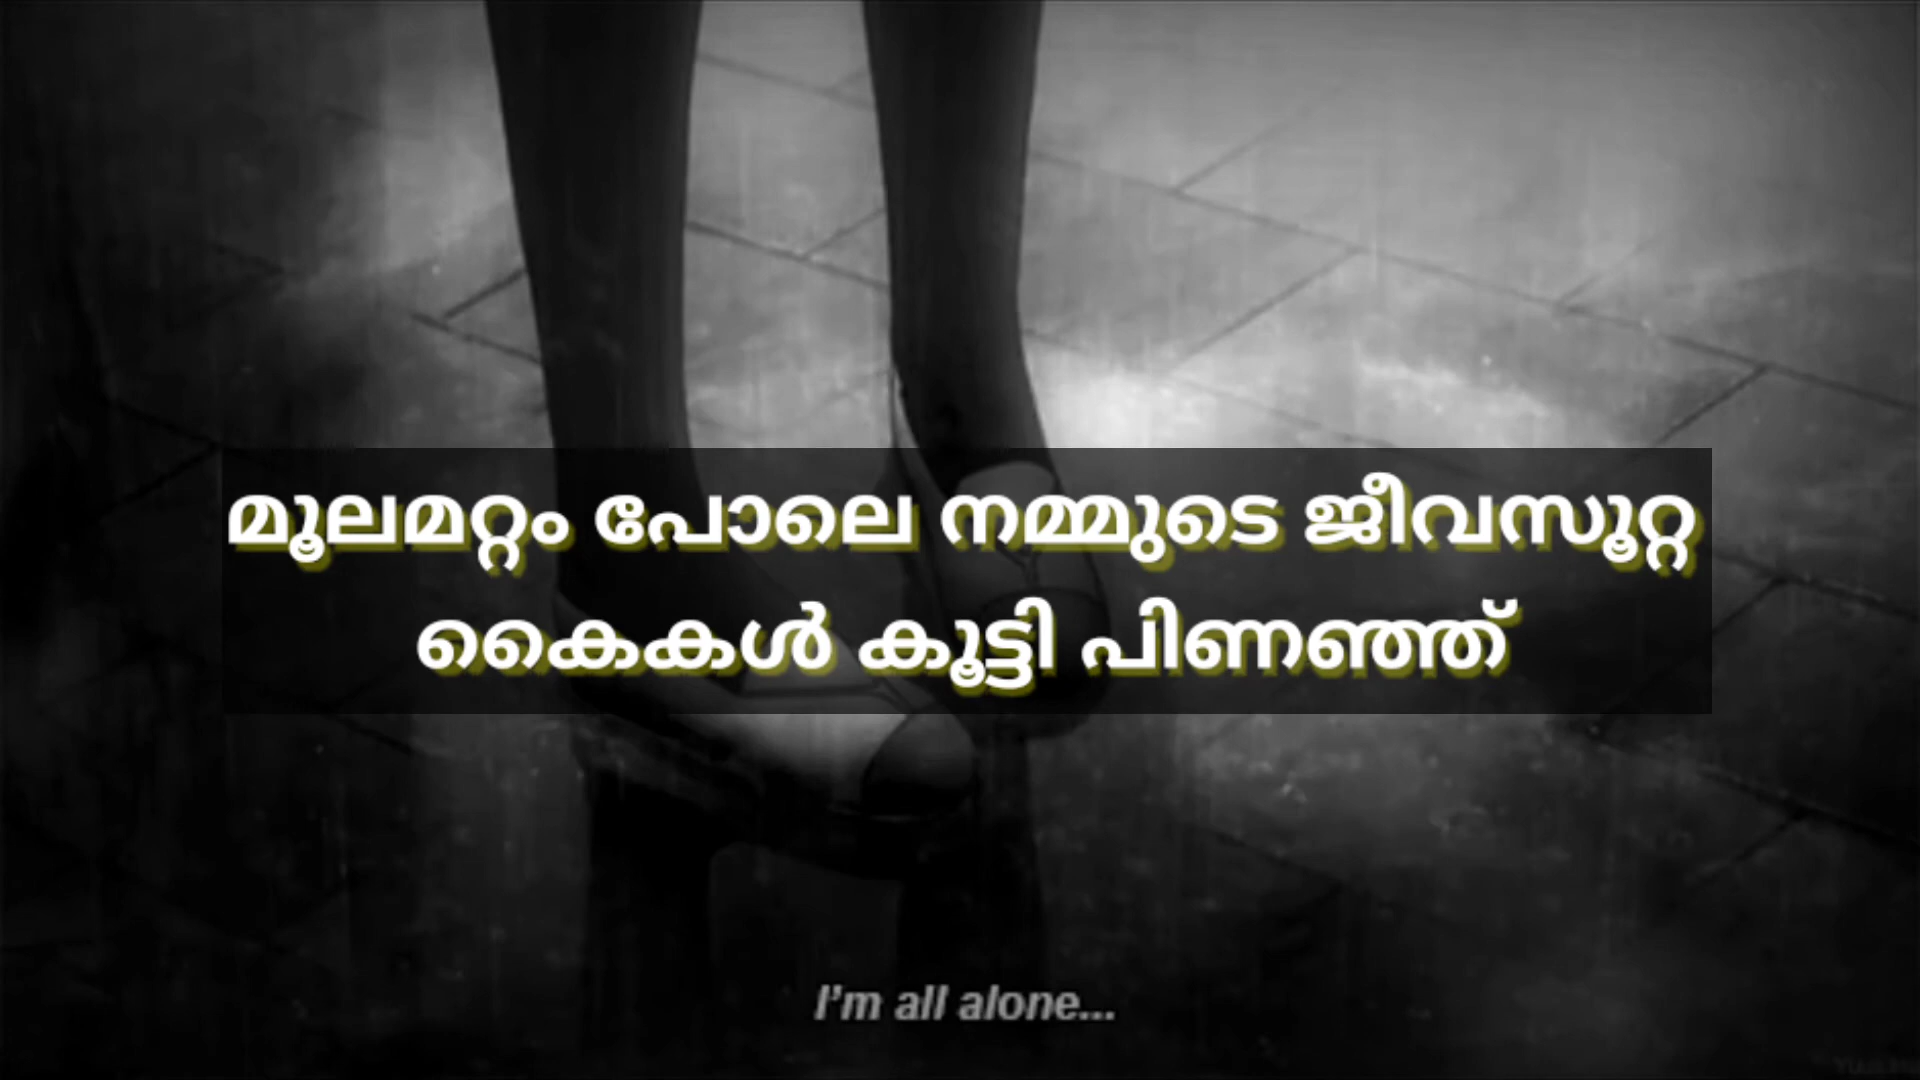 മൂലമറ്റം പോലെ നമ്മുടെ ജീവസൂറ്റ
കൈകൾ കൂട്ടി പിണഞ്ഞ്
I'm all alone...